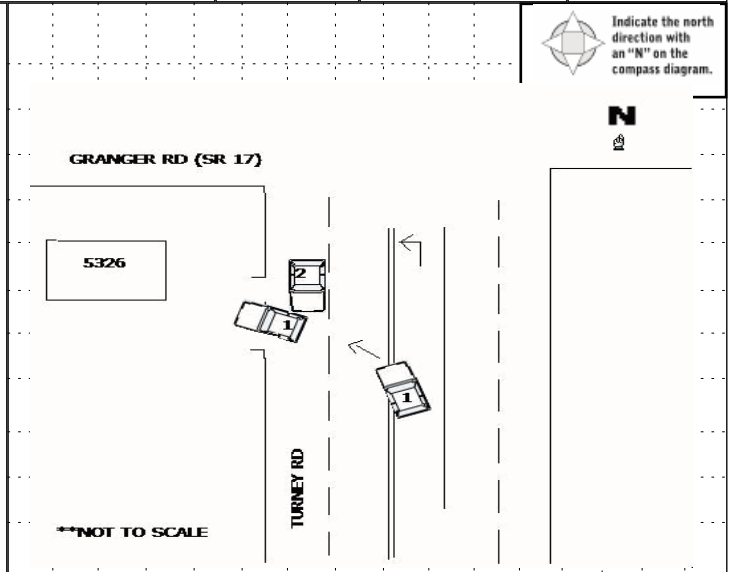 Indicate the north
direction with
an “N” on the
compass diagram.
N
GRANGER RD (SR 17)
5326
2
1
1
TURNEY RD
**NOT TO SCALE